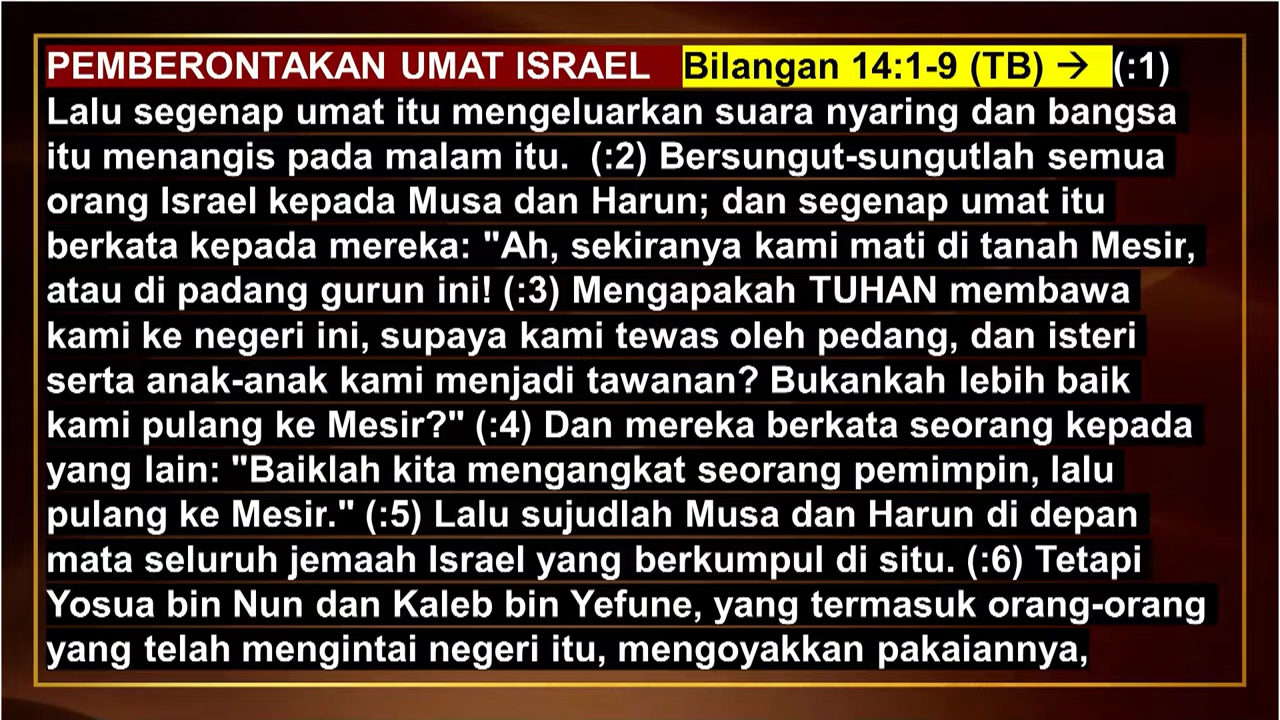 PEMBERONTAKAN UMAT ISRAEL Bilangan 14:1-9 (TB) → (:1)
Lalu segenap umat itu mengeluarkan suara nyaring dan bangsa
itu menangis pada malam itu. (:2) Bersungut-sungutlah semua
orang Israel kepada Musa dan Harun; dan segenap umat itu
berkata kepada mereka: "Ah, sekiranya kami mati di tanah Mesir,
atau di padang gurun ini! (:3) Mengapakah TUHAN membawa
kami ke negeri ini, supaya kami tewas oleh pedang, dan isteri
serta anak-anak kami menjadi tawanan? Bukankah lebih baik
kami pulang ke Mesir?" (:4) Dan mereka berkata seorang kepada
yang lain: "Baiklah kita mengangkat seorang pemimpin, lalu
pulang ke Mesir." (:5) Lalu sujudlah Musa dan Harun di depan
mata seluruh jemaah Israel yang berkumpul di situ. (:6) Tetapi
Yosua bin Nun dan Kaleb bin Yefune, yang termasuk orang-orang
yang telah mengintai negeri itu, mengoyakkan pakaiannya,